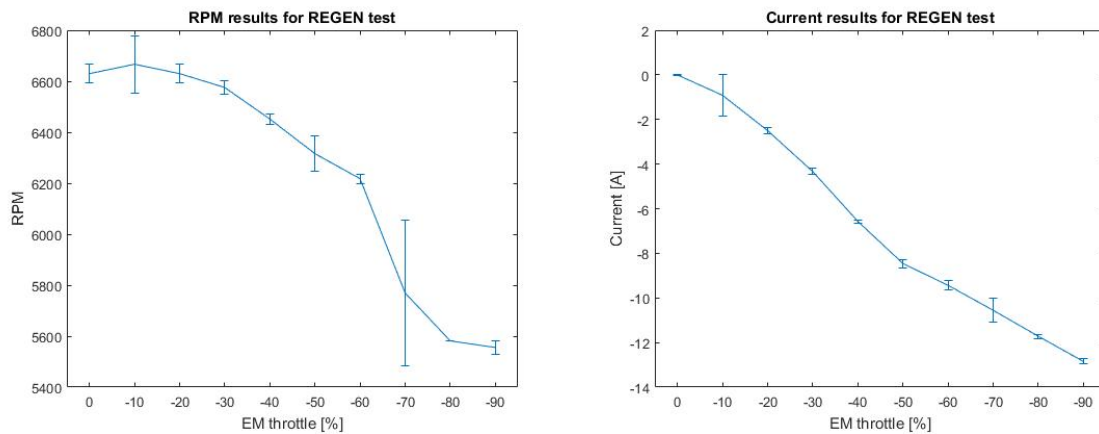 RPM results for REGEN test
6800
6600
6400
6200
6000
5800
5600
5400
RPM
0 -10 -20 -30 -40 -50 -60 -70 -80 -90
EM throttle [%]
Current results for REGEN test
2
0
-2
-4
-6
-8
-10
-12
-14
Current [A]
0 -10 -20 -30 -40 -50 -60 -70 -80 -90
EM throttle [%]